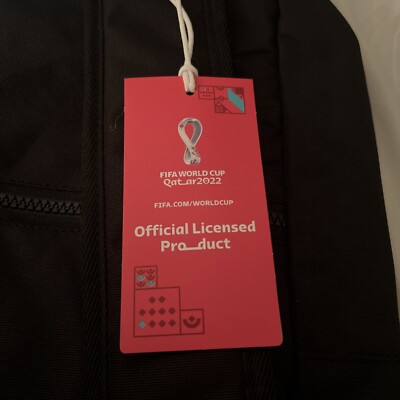 FIFA WORLD CUP
Qatar2022
FIFA.COM/WORLDCUP
Official Licensed
Product